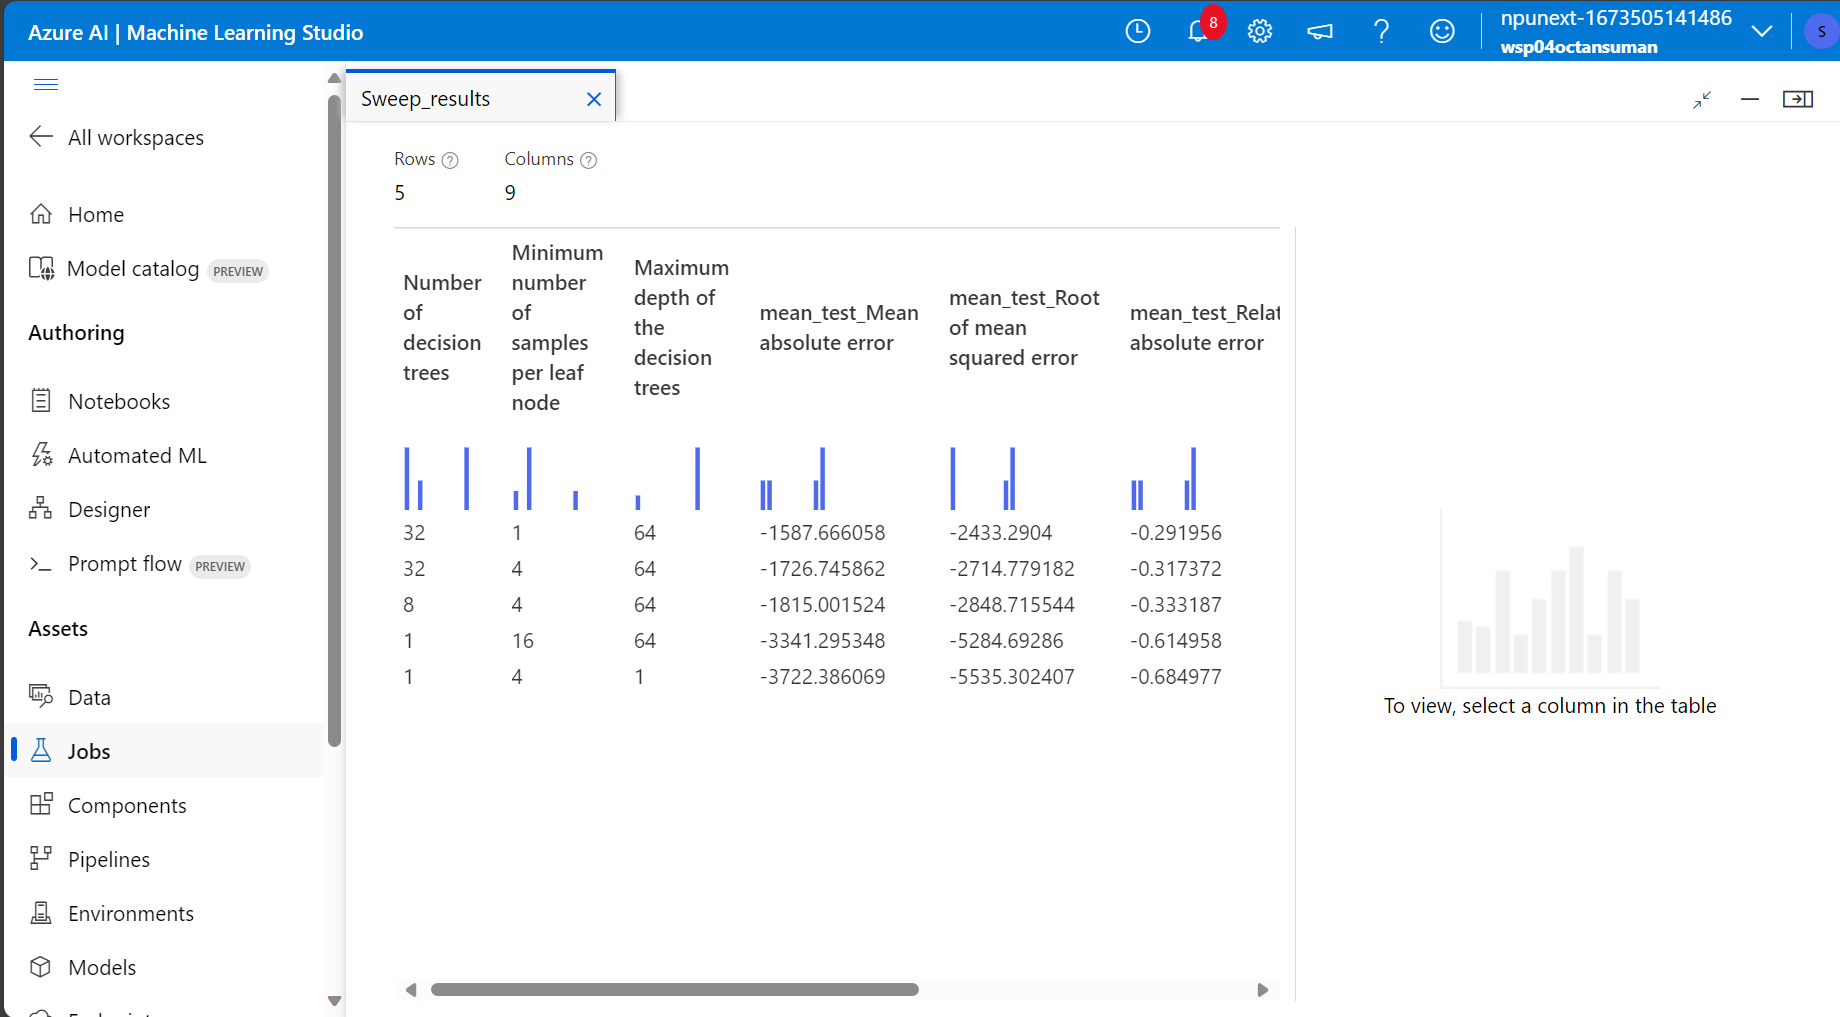 Azure AI | Machine Learning Studio
8
npunext-1673505141486
wsp04octansuman
S
All workspaces
Home
Model catalog PREVIEW
Authoring
Notebooks
Automated ML
Designer
Prompt flow PREVIEW
Assets
Data
Jobs
Components
Pipelines
Environments
Models
Sweep_results
Rows Columns
5 9
Number of decision trees
Minimum number of samples per leaf node
Maximum depth of the decision trees
mean_test_Mean absolute error
mean_test_Root of mean squared error
mean_test_Relat absolute error
32 1 64 -1587.666058 -2433.2904 -0.291956
32 4 64 -1726.745862 -2714.779182 -0.317372
8 4 64 -1815.001524 -2848.715544 -0.333187
1 16 64 -3341.295348 -5284.69286 -0.614958
1 4 1 -3722.386069 -5535.302407 -0.684977
To view, select a column in the table